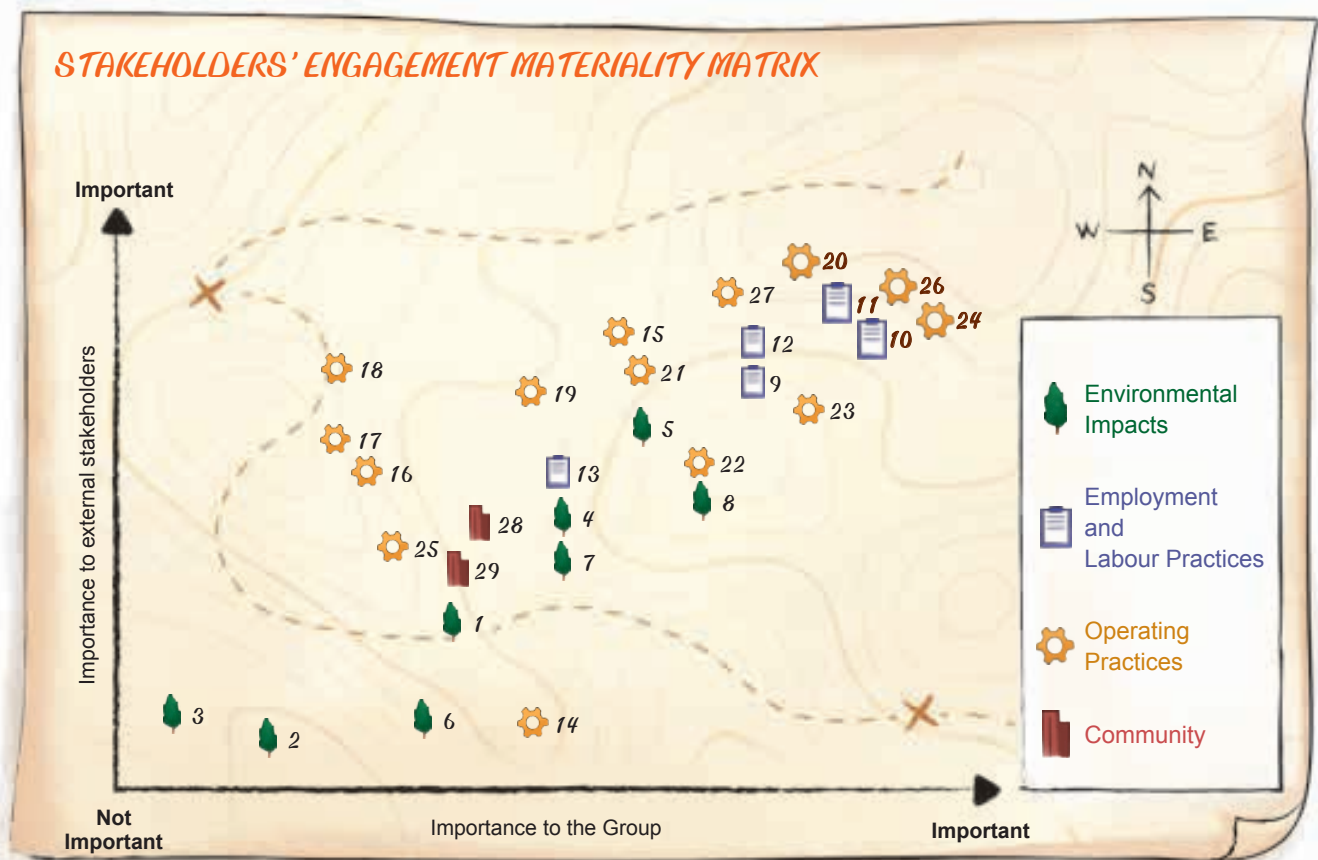 STAKEHOLDERS' ENGAGEMENT MATERIALITY MATRIX
Important
Importance to external stakeholders
N
W E
S
20
26
27
11
24
15
12
10
18
21
9
19
23
5
17
22
16
13
8
4
28
25
7
29
1
3
6
14
2
Not
Important
Importance to the Group
Important
Environmental
Impacts
Employment
and
Labour Practices
Operating
Practices
Community